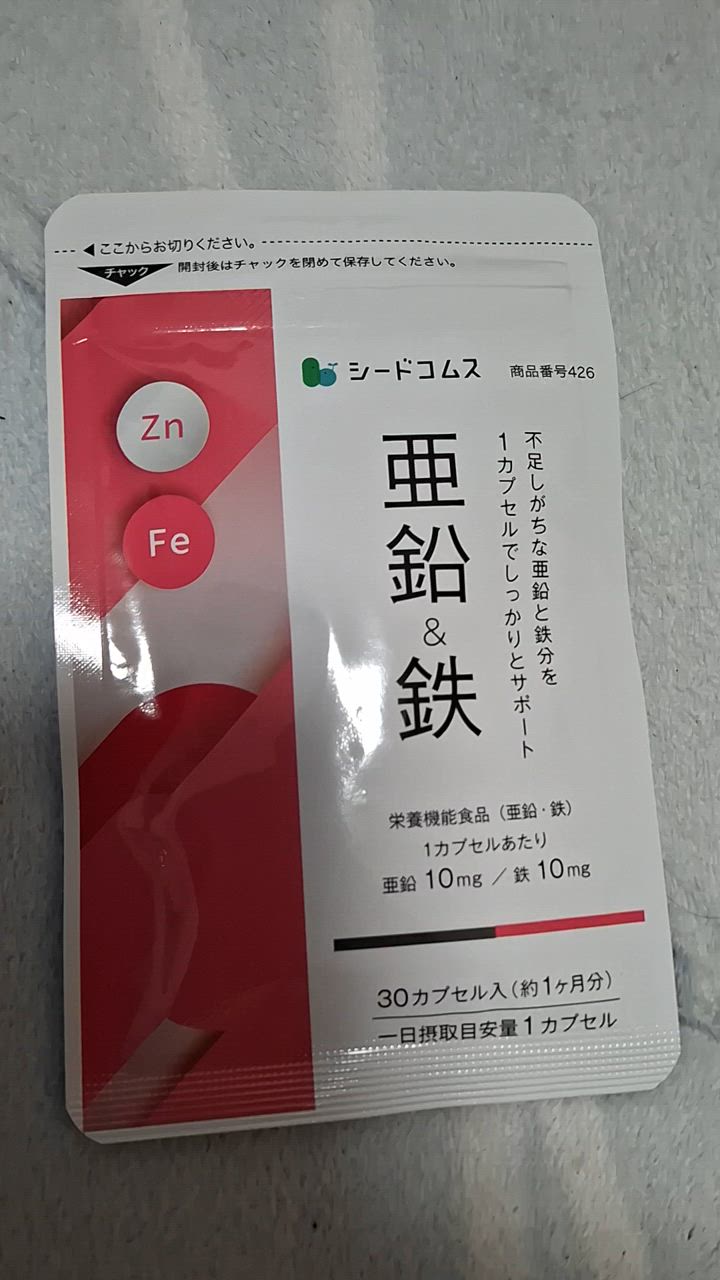 ここからお切りください。
チャック 開封後はチャックを閉めて保存してください。
シードコムス 商品番号426
Zn
Fe
不足しがちな亜鉛と鉄分を
1カプセルでしっかりとサポート
亜鉛&鉄
栄養機能食品（亜鉛・鉄）
1カプセルあたり
亜鉛 10mg／鉄 10mg
30カプセル入（約1ヶ月分）
一日摂取目安量1カプセル